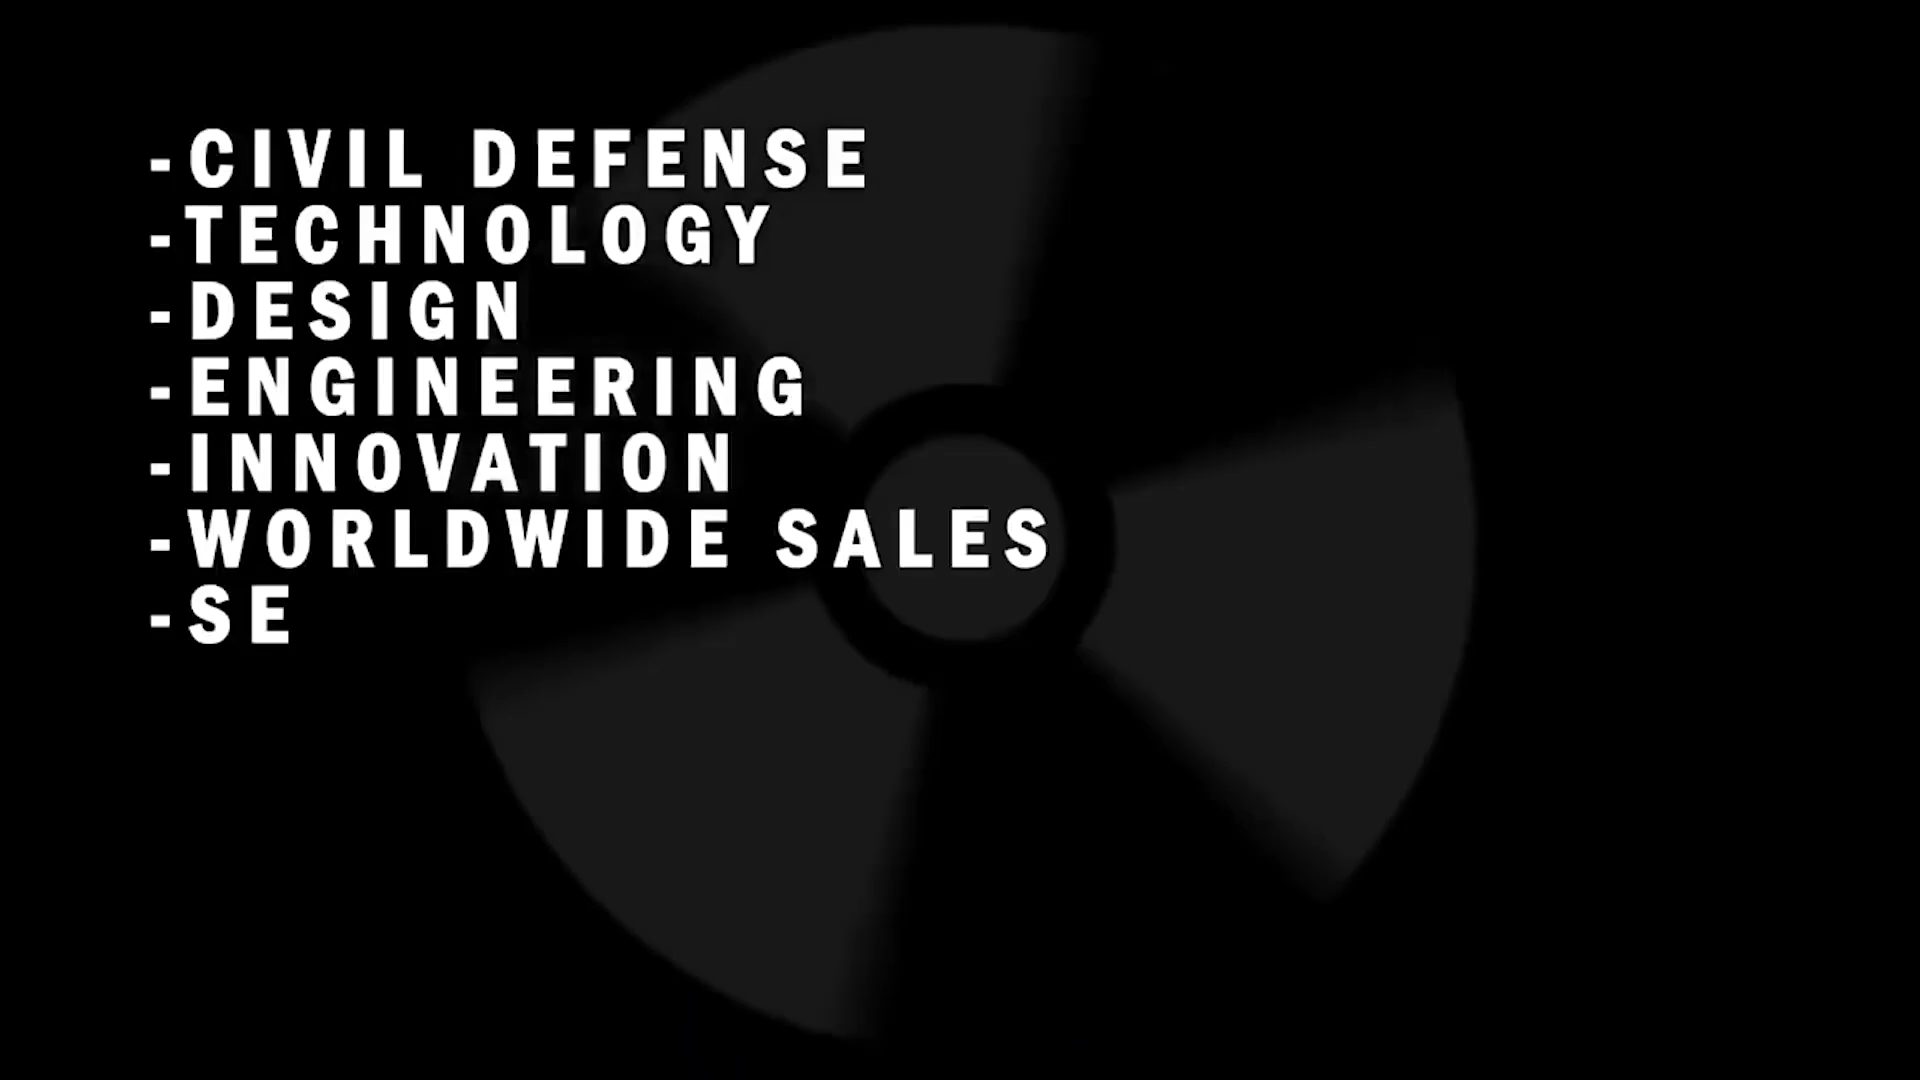 -CIVIL DEFENSE
-TECHNOLOGY
-DESIGN
-ENGINEERING
-INNOVATION
-WORLDWIDE SALES
-SE